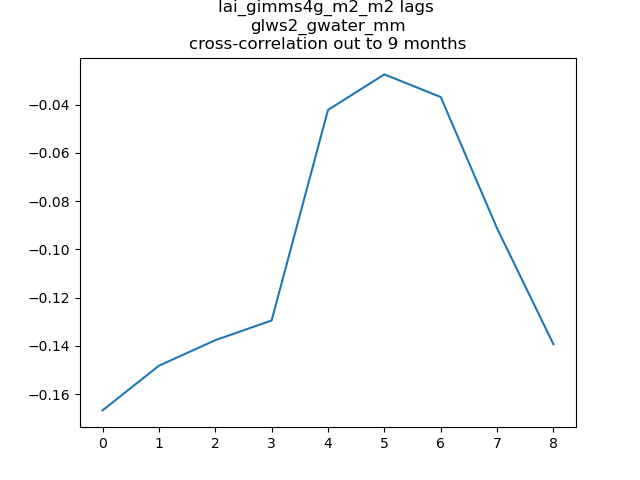 lai_gimms4g_m2_m2 lags
glws2_gwater_mm
cross-correlation out to 9 months
−0.04
−0.06
−0.08
−0.10
−0.12
−0.14
−0.16
0 1 2 3 4 5 6 7 8